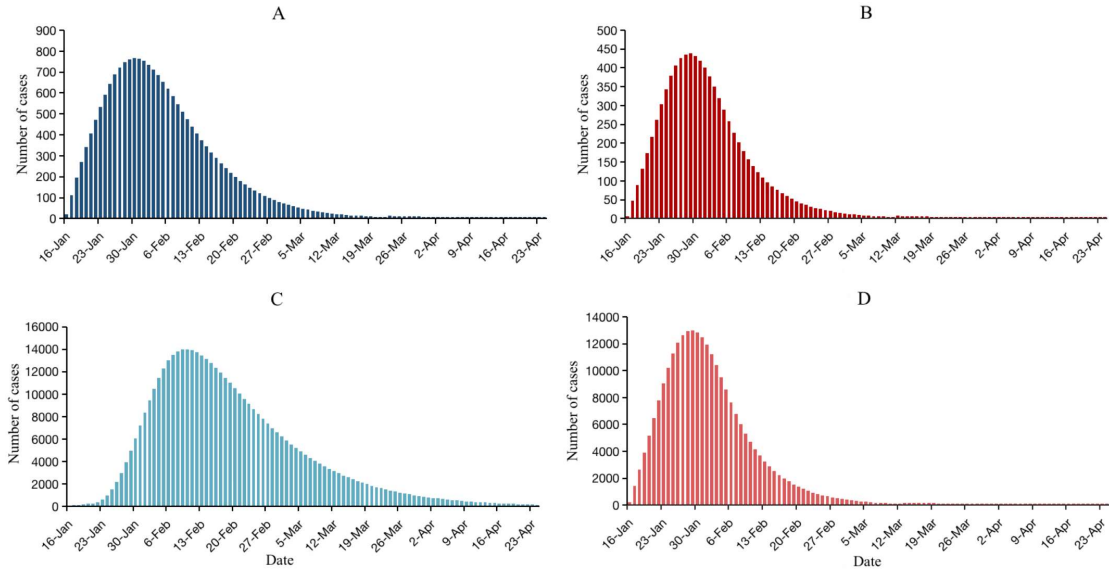 A
Number of cases
900
800
700
600
500
400
300
200
100
0
16-Jan
23-Jan
30-Jan
6-Feb
13-Feb
20-Feb
27-Feb
5-Mar
12-Mar
19-Mar
26-Mar
2-Apr
9-Apr
16-Apr
23-Apr
B
Number of cases
500
450
400
350
300
250
200
150
100
50
0
16-Jan
23-Jan
30-Jan
6-Feb
13-Feb
20-Feb
27-Feb
5-Mar
12-Mar
19-Mar
26-Mar
2-Apr
9-Apr
16-Apr
23-Apr
C
Number of cases
16000
14000
12000
10000
8000
6000
4000
2000
0
16-Jan
23-Jan
30-Jan
6-Feb
13-Feb
20-Feb
27-Feb
5-Mar
12-Mar
19-Mar
26-Mar
2-Apr
9-Apr
16-Apr
23-Apr
Date
D
Number of cases
14000
12000
10000
8000
6000
4000
2000
0
16-Jan
23-Jan
30-Jan
6-Feb
13-Feb
20-Feb
27-Feb
5-Mar
12-Mar
19-Mar
26-Mar
2-Apr
9-Apr
16-Apr
23-Apr
Date